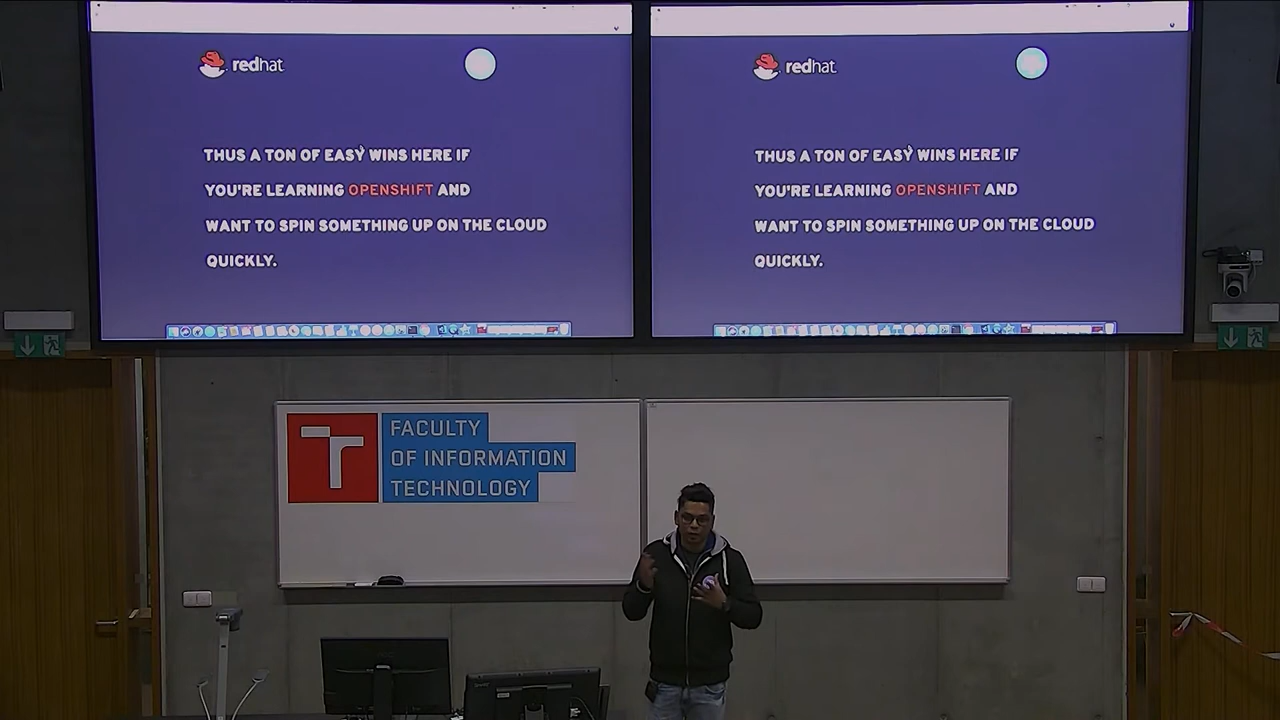 redhat
THUS A TON OF EASY WINS HERE IF
YOU'RE LEARNING OPENSHIFT AND
WANT TO SPIN SOMETHING UP ON THE CLOUD
QUICKLY.
redhat
THUS A TON OF EASY WINS HERE IF
YOU'RE LEARNING OPENSHIFT AND
WANT TO SPIN SOMETHING UP ON THE CLOUD
QUICKLY.
T
FACULTY
OF INFORMATION
TECHNOLOGY